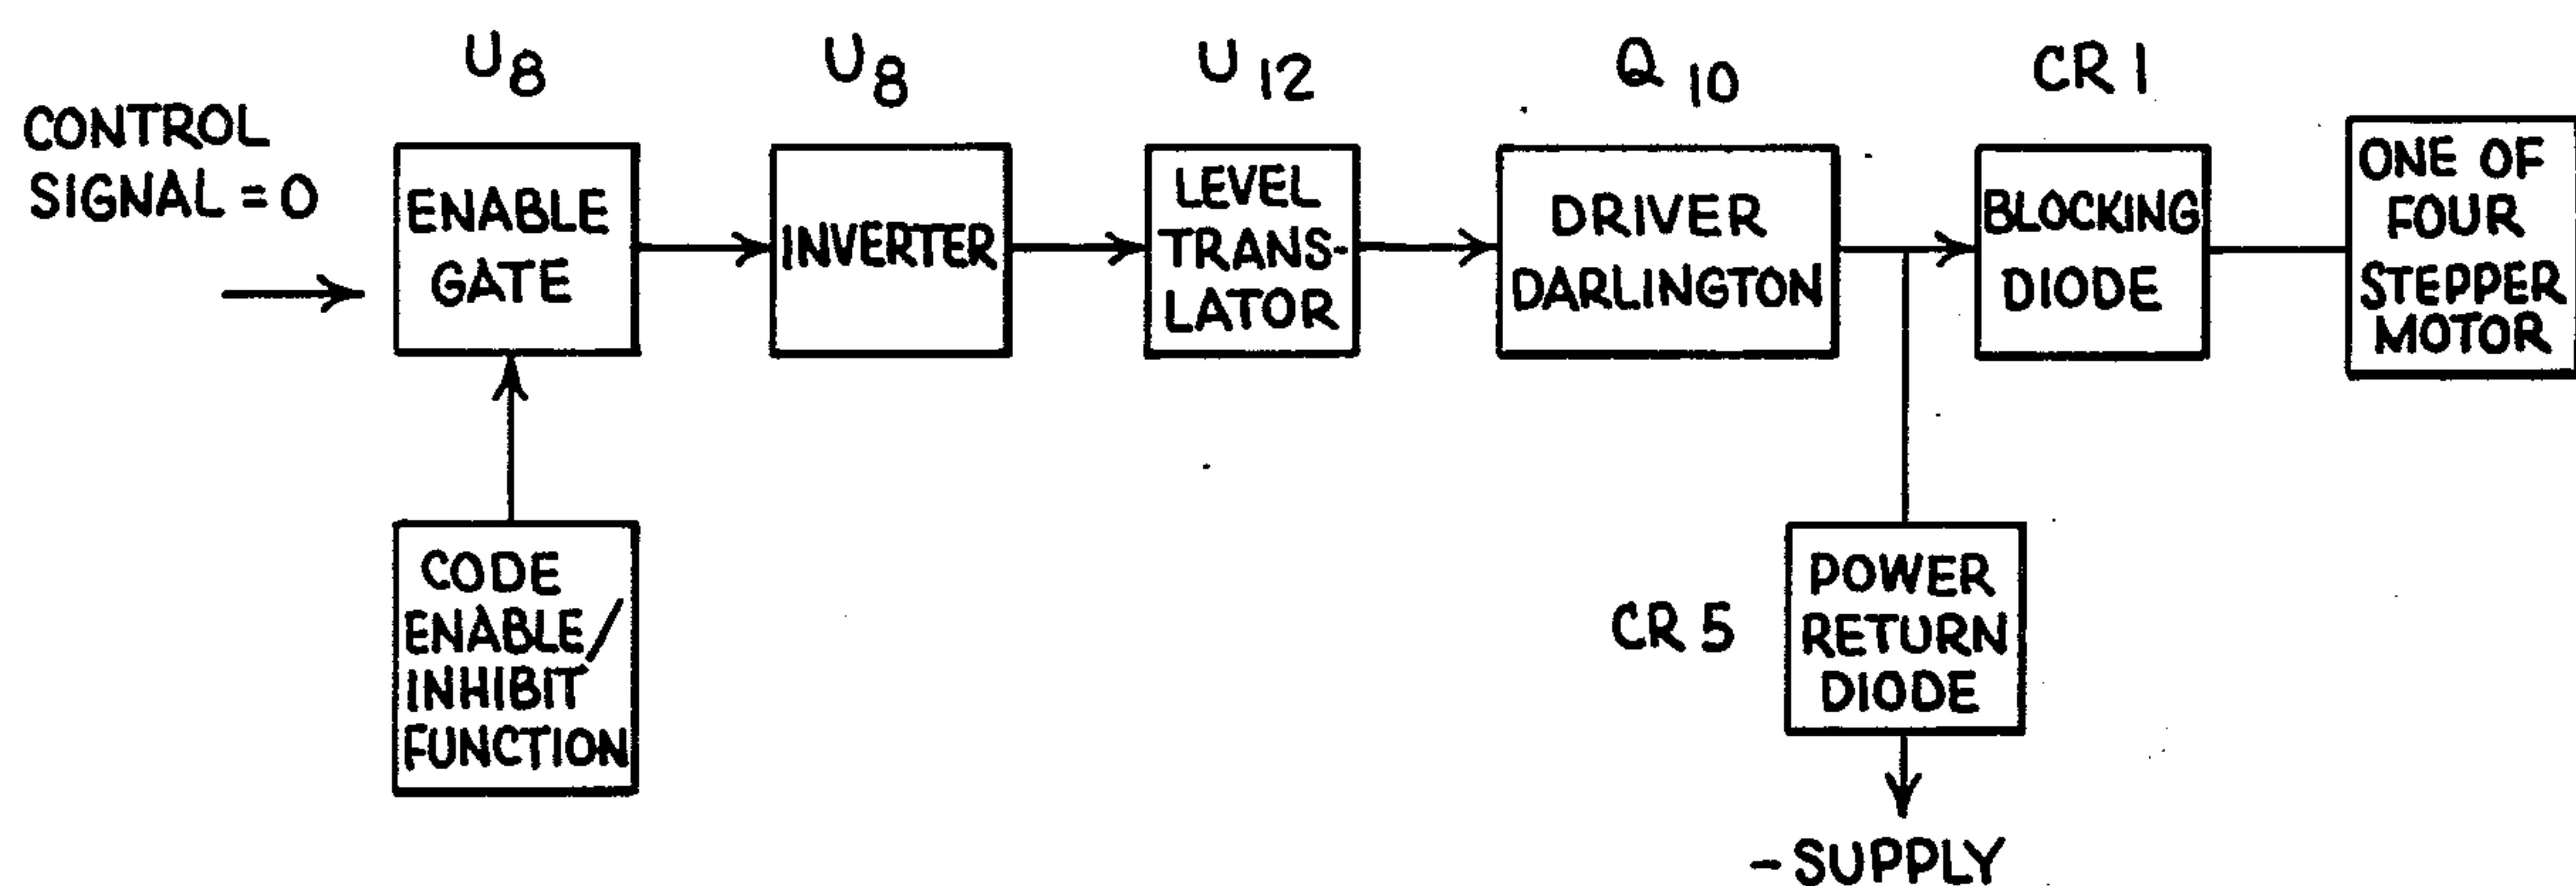 U8
U8
U12
Q10
CR1
CONTROL
SIGNAL = 0
ENABLE
GATE
INVERTER
LEVEL
TRANS-
LATOR
DRIVER
DARLINGTON
BLOCKING
DIODE
ONE OF
FOUR
STEPPER
MOTOR
CODE
ENABLE/
INHIBIT
FUNCTION
CR5
POWER
RETURN
DIODE
-SUPPLY